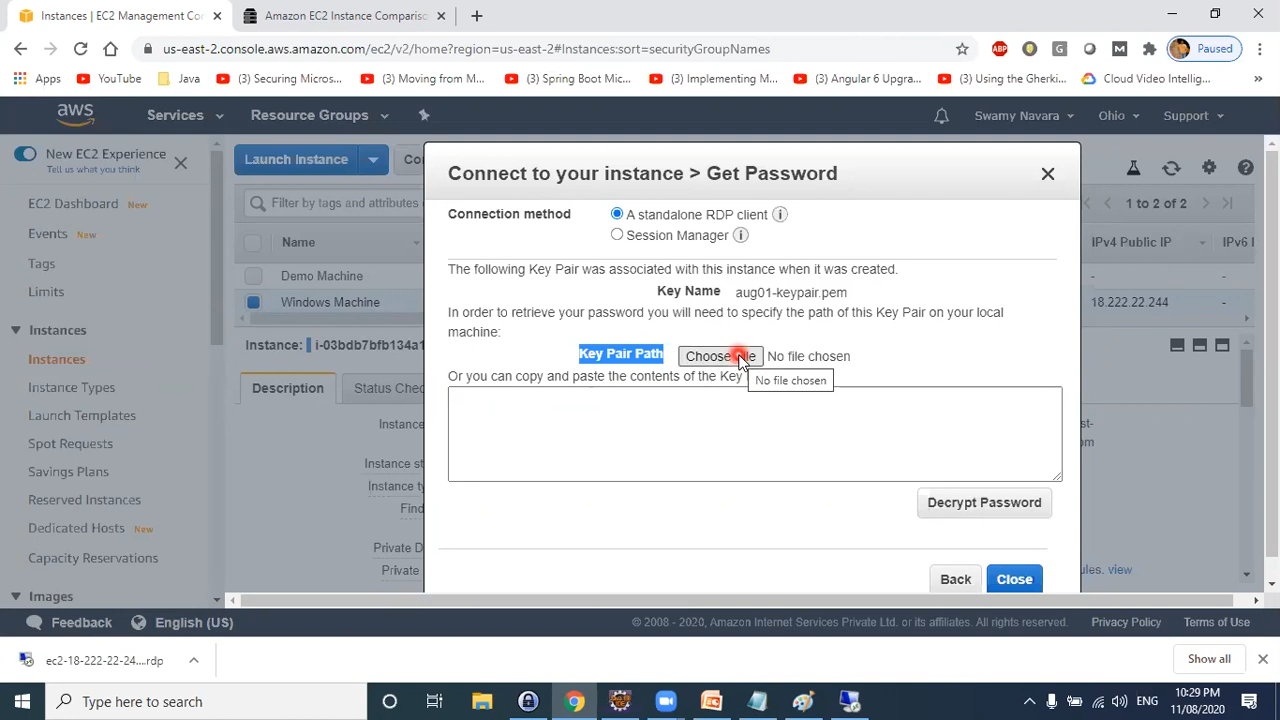 Instances | EC2 Management Cor
Amazon EC2 Instance Comparisc
us-east-2.console.aws.amazon.com/ec2/v2/home?region=us-east-2#Instances:sort=securityGroupNames
ABP
G
M
Paused
Apps
YouTube
Java
(3) Securing Micros...
(3) Moving from M...
(3) Spring Boot Mic...
(3) Implementing M...
(3) Angular 6 Upgra...
(3) Using the Gherki...
Cloud Video Intellig...
aws
Services
Resource Groups
Swamy Navara
Ohio
Support
New EC2 Experience
Tell us what you think
EC2 Dashboard New
Events New
Tags
Limits
Instances
Instances
Instance Types
Launch Templates
Spot Requests
Savings Plans
Reserved Instances
Dedicated Hosts New
Capacity Reservations
Images
Launch Instance
Filter by tags and attributes
1 to 2 of 2
Name
IPv4 Public IP
IPv6 I
Demo Machine
-
-
Windows Machine
18.222.22.244
-
Instance: i-03bdb7bfb134a1
Description
Status Check
Instance
Instance st
Instance ty
Find
Private D
Private
st-
om
ules. view
Connect to your instance > Get Password
Connection method
A standalone RDP client
Session Manager
The following Key Pair was associated with this instance when it was created.
Key Name aug01-keypair.pem
In order to retrieve your password you will need to specify the path of this Key Pair on your local
machine:
Key Pair Path
Choose File No file chosen
Or you can copy and paste the contents of the Key
No file chosen
Decrypt Password
Back
Close
Feedback
English (US)
© 2008 - 2020, Amazon Internet Services Private Ltd. or its affiliates. All rights reserved.
Privacy Policy
Terms of Use
ec2-18-222-22-24....rdp
Show all
Type here to search
ENG
10:29 PM
11/08/2020